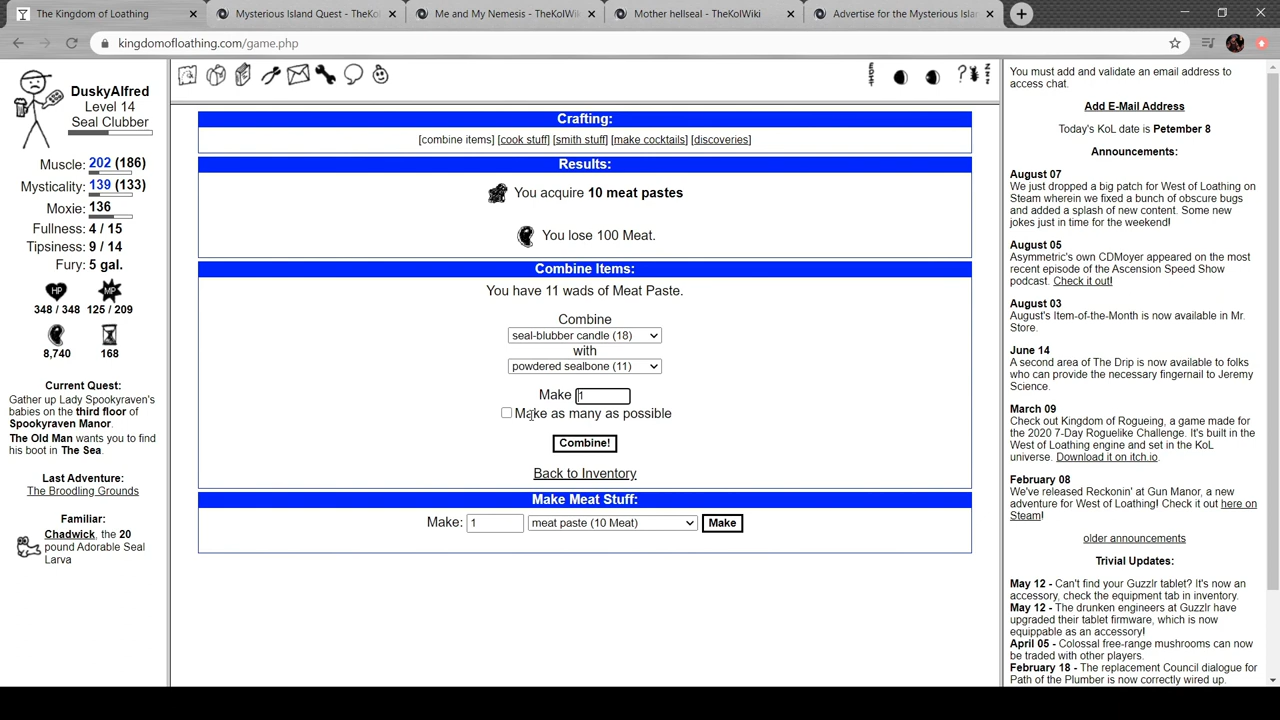 The Kingdom of Loathing
Mysterious Island Quest - TheKol
Me and My Nemesis - TheKolWik
Mother hellseal - TheKolWiki
Advertise for the Mysterious Islan
kingdomofloathing.com/game.php
DuskyAlfred
Level 14
Seal Clubber
Muscle: 202 (186)
Mysticality: 139 (133)
Moxie: 136
Fullness: 4 / 15
Tipsiness: 9 / 14
Fury: 5 gal.
HP MP
348 / 348 125 / 209
8,740 168
Current Quest:
Gather up Lady Spookyraven's
babies on the third floor of
Spookyraven Manor.
The Old Man wants you to find
his boot in The Sea.
Last Adventure:
The Broodling Grounds
Familiar:
Chadwick, the 20
pound Adorable Seal
Larva
Crafting:
[combine items] [cook stuff] [smith stuff] [make cocktails] [discoveries]
Results:
You acquire 10 meat pastes
You lose 100 Meat.
Combine Items:
You have 11 wads of Meat Paste.
Combine
seal-blubber candle (18)
with
powdered sealbone (11)
Make 1
Make as many as possible
Combine!
Back to Inventory
Make Meat Stuff:
Make: 1 meat paste (10 Meat) Make
You must add and validate an email address to
access chat.
Add E-Mail Address
Today's KoL date is Petember 8
Announcements:
August 07
We just dropped a big patch for West of Loathing on
Steam wherein we fixed a bunch of obscure bugs
and added a splash of new content. Some new
jokes just in time for the weekend!
August 05
Asymmetric's own CDMoyer appeared on the most
recent episode of the Ascension Speed Show
podcast. Check it out!
August 03
August's Item-of-the-Month is now available in Mr.
Store.
June 14
A second area of The Drip is now available to folks
who can provide the necessary fingernail to Jeremy
Science.
March 09
Check out Kingdom of Rogueing, a game made for
the 2020 7-Day Roguelike Challenge. It's built in the
West of Loathing engine and set in the KoL
universe. Download it on itch.io.
February 08
We've released Reckonin' at Gun Manor, a new
adventure for West of Loathing! Check it out here on
Steam!
older announcements
Trivial Updates:
May 12 - Can't find your Guzzlr tablet? It's now an
accessory, check the equipment tab in inventory.
May 12 - The drunken engineers at Guzzlr have
upgraded their tablet firmware, which is now
equippable as an accessory!
April 05 - Colossal free-range mushrooms can now
be traded with other players.
February 18 - The replacement Council dialogue for
Path of the Plumber is now correctly wired up.